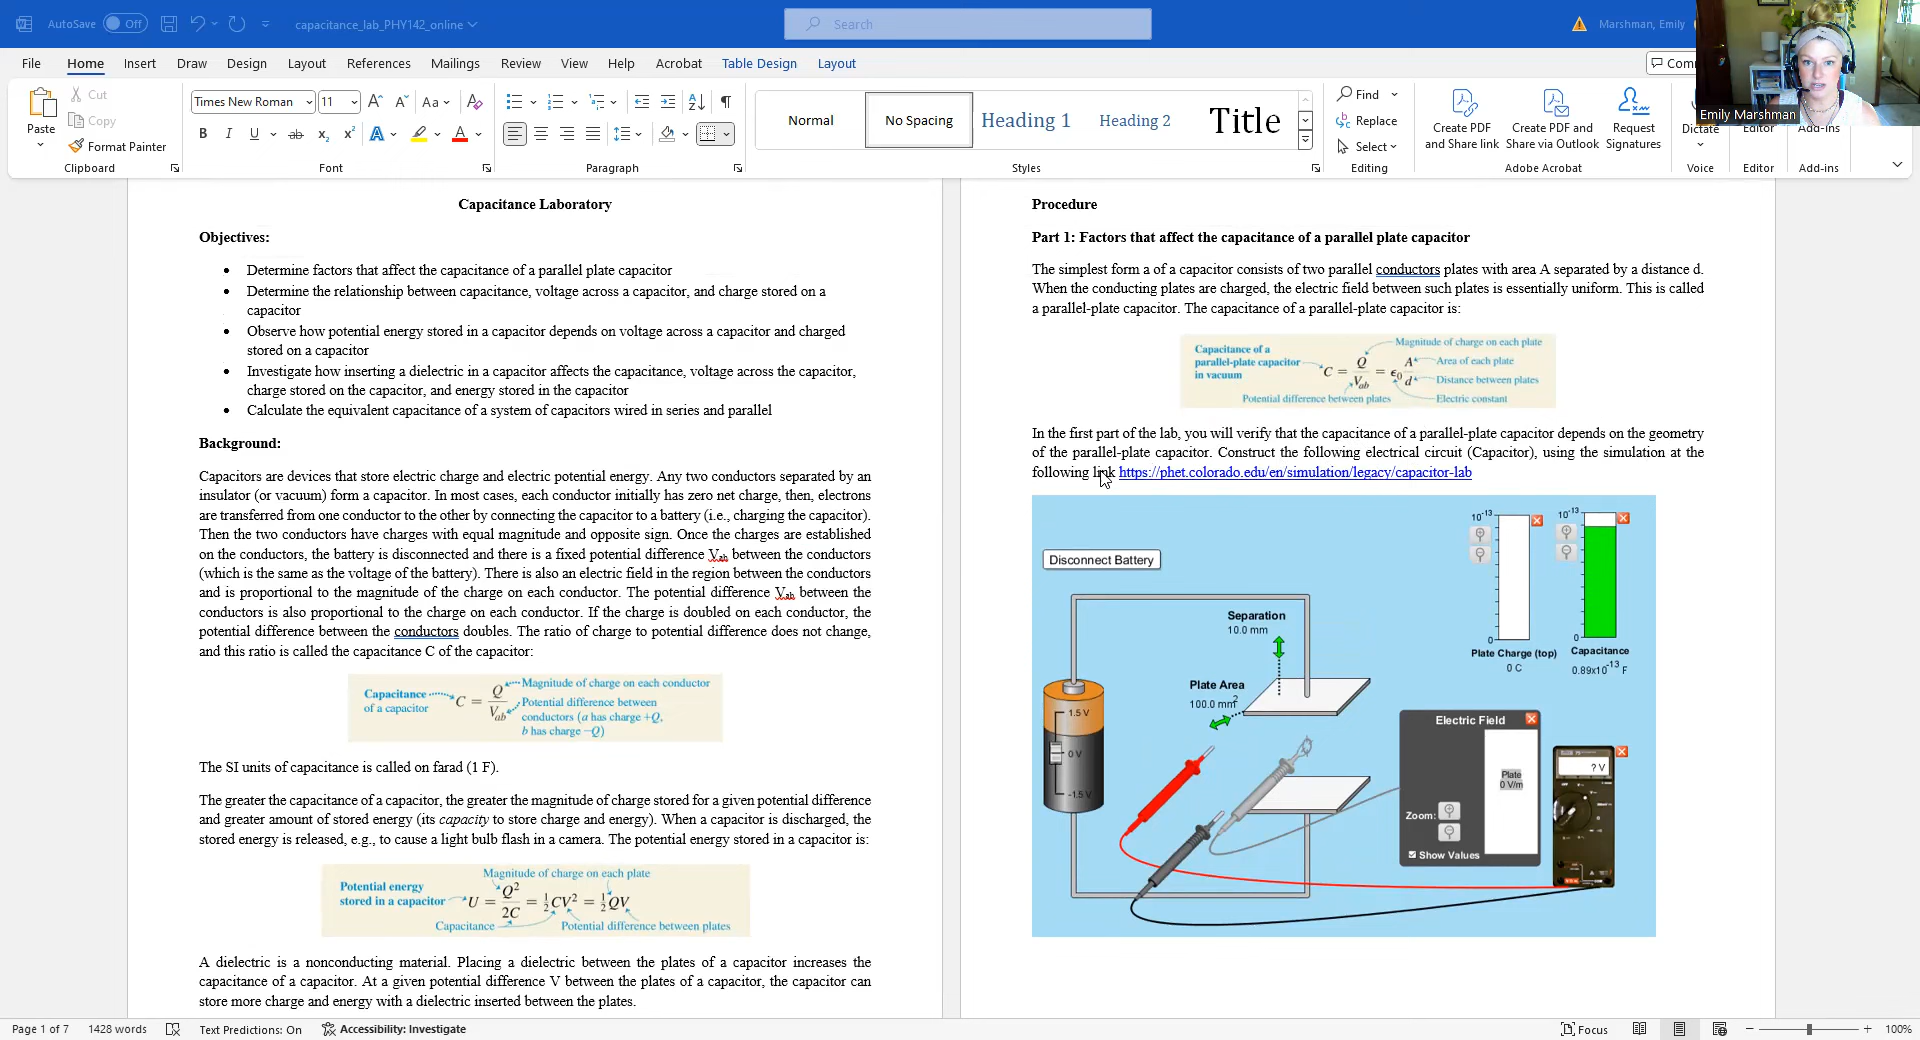 AutoSave Off
capacitance_lab_PHY142_online
Search
Marshman, Emily
File Home Insert Draw Design Layout References Mailings Review View Help Acrobat Table Design Layout
Com
Emily Marshman
Paste
Cut
Copy
Format Painter
Clipboard
Times New Roman 11
Font
Paragraph
Normal
No Spacing
Heading 1
Heading 2
Title
Styles
Find
Replace
Select
Editing
Create PDF
and Share link
Create PDF and
Share via Outlook
Request
Signatures
Adobe Acrobat
Dictate
Voice
Editor
Editor
Add-ins
Add-ins
Capacitance Laboratory
Objectives:
• Determine factors that affect the capacitance of a parallel plate capacitor
• Determine the relationship between capacitance, voltage across a capacitor, and charge stored on a
capacitor
• Observe how potential energy stored in a capacitor depends on voltage across a capacitor and charged
stored on a capacitor
• Investigate how inserting a dielectric in a capacitor affects the capacitance, voltage across the capacitor,
charge stored on the capacitor, and energy stored in the capacitor
• Calculate the equivalent capacitance of a system of capacitors wired in series and parallel
Background:
Capacitors are devices that store electric charge and electric potential energy. Any two conductors separated by an
insulator (or vacuum) form a capacitor. In most cases, each conductor initially has zero net charge, then, electrons
are transferred from one conductor to the other by connecting the capacitor to a battery (i.e., charging the capacitor).
Then the two conductors have charges with equal magnitude and opposite sign. Once the charges are established
on the conductors, the battery is disconnected and there is a fixed potential difference Vab between the conductors
(which is the same as the voltage of the battery). There is also an electric field in the region between the conductors
and is proportional to the magnitude of the charge on each conductor. The potential difference Vab between the
conductors is also proportional to the charge on each conductor. If the charge is doubled on each conductor, the
potential difference between the conductors doubles. The ratio of charge to potential difference does not change,
and this ratio is called the capacitance C of the capacitor:
Capacitance
of a capacitor
C = Q/Vab
Magnitude of charge on each conductor
Potential difference between
conductors (a has charge +Q,
b has charge −Q)
The SI units of capacitance is called on farad (1 F).
The greater the capacitance of a capacitor, the greater the magnitude of charge stored for a given potential difference
and greater amount of stored energy (its capacity to store charge and energy). When a capacitor is discharged, the
stored energy is released, e.g., to cause a light bulb flash in a camera. The potential energy stored in a capacitor is:
Magnitude of charge on each plate
Potential energy
stored in a capacitor
U = Q²/2C = ½CV² = ½QV
Capacitance
Potential difference between plates
A dielectric is a nonconducting material. Placing a dielectric between the plates of a capacitor increases the
capacitance of a capacitor. At a given potential difference V between the plates of a capacitor, the capacitor can
store more charge and energy with a dielectric inserted between the plates.
Procedure
Part 1: Factors that affect the capacitance of a parallel plate capacitor
The simplest form a of a capacitor consists of two parallel conductors plates with area A separated by a distance d.
When the conducting plates are charged, the electric field between such plates is essentially uniform. This is called
a parallel-plate capacitor. The capacitance of a parallel-plate capacitor is:
Capacitance of a
parallel-plate capacitor
in vacuum
C = Q/Vab = ϵ0 A/d
Magnitude of charge on each plate
Area of each plate
Distance between plates
Potential difference between plates
Electric constant
In the first part of the lab, you will verify that the capacitance of a parallel-plate capacitor depends on the geometry
of the parallel-plate capacitor. Construct the following electrical circuit (Capacitor), using the simulation at the
following link https://phet.colorado.edu/en/simulation/legacy/capacitor-lab
Disconnect Battery
10-13
0
Plate Charge (top)
0 C
10-13
0
Capacitance
0.89x10-13 F
Separation
10.0 mm
Plate Area
100.0 mm2
1.5 V
0 V
-1.5 V
Electric Field
Plate
0 V/m
Zoom:
Show Values
? V
Page 1 of 7 1428 words Text Predictions: On Accessibility: Investigate
Focus
100%